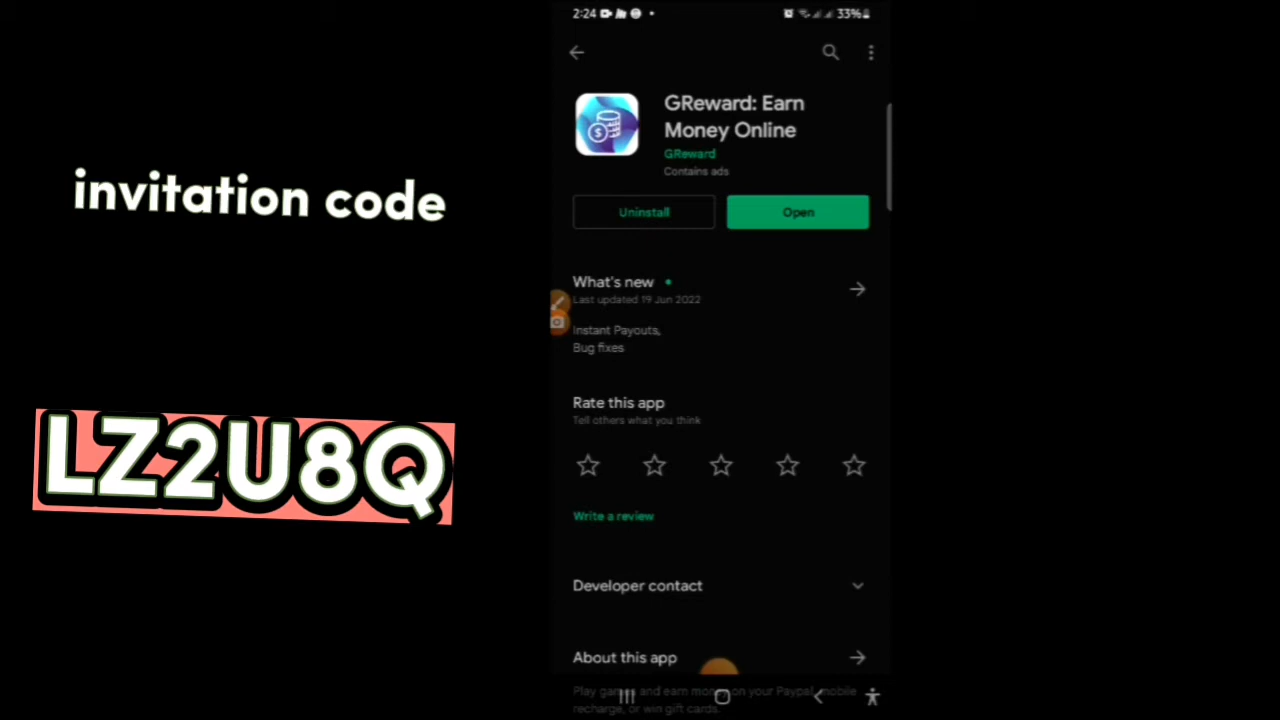 invitation code
LZ2U8Q
2:24
33%
GReward: Earn
Money Online
GReward
Contains ads
Uninstall
Open
What's new
Last updated 19 Jun 2022
Instant Payouts,
Bug fixes
Rate this app
Tell others what you think
Write a review
Developer contact
About this app
Play games and earn money on your Paypal, mobile
recharge, or win gift cards.